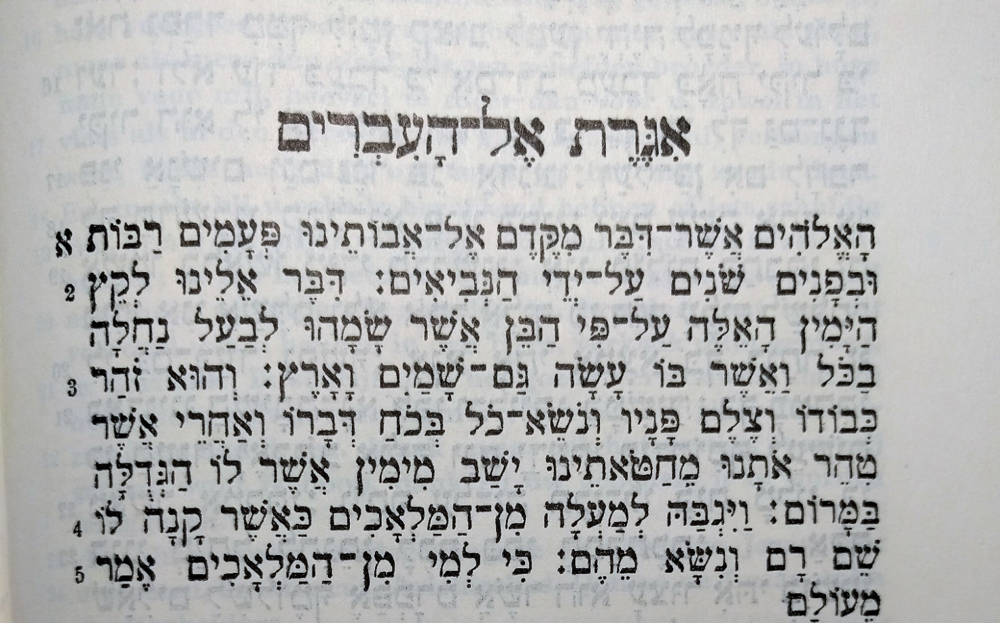 אִגֶּרֶת אֶל־הָעִבְרִים
הָאֱלֹהִים אֲשֶׁר־דִּבֶּר מִקֶּדֶם אֶל־אֲבוֹתֵינוּ פְּעָמִים רַבּוֹת א
וּבְפָנִים שֹׁנִים עַל־יְדֵי הַנְּבִיאִים: דִּבֶּר אֵלֵינוּ לְקֵץ 2
הַיָּמִין הָאֵלֶּה עַל־פִּי הַבֵּן אֲשֶׁר שָׂמָהוּ לְבַעַל נַחֲלָה
בַכֹּל וַאֲשֶׁר בּוֹ עָשָׂה גַּם־שָׁמַיִם וָאָרֶץ: וְהוּא זֹהַר 3
כְּבוֹדוֹ וְצֶלֶם פָּנָיו וְנֹשֵׂא־כֹל בְּכֹחַ דְּבָרוֹ וְאַחֲרֵי אֲשֶׁר
טִהֵר אֹתָנוּ מֵחַטֹּאתֵינוּ יָשַׁב מִימִין אֲשֶׁר לוֹ הַגְּדֻלָּה
בַּמָּרוֹם: וַיִּגְבַּהּ לְמַעְלָה מִן־הַמַּלְאָכִים כַּאֲשֶׁר קָנָה לוֹ 4
שֵׁם רָם וְנִשָּׂא מֵהֶם: כִּי לְמִי מִן־הַמַּלְאָכִים אָמַר 5
מֵעוֹלָם